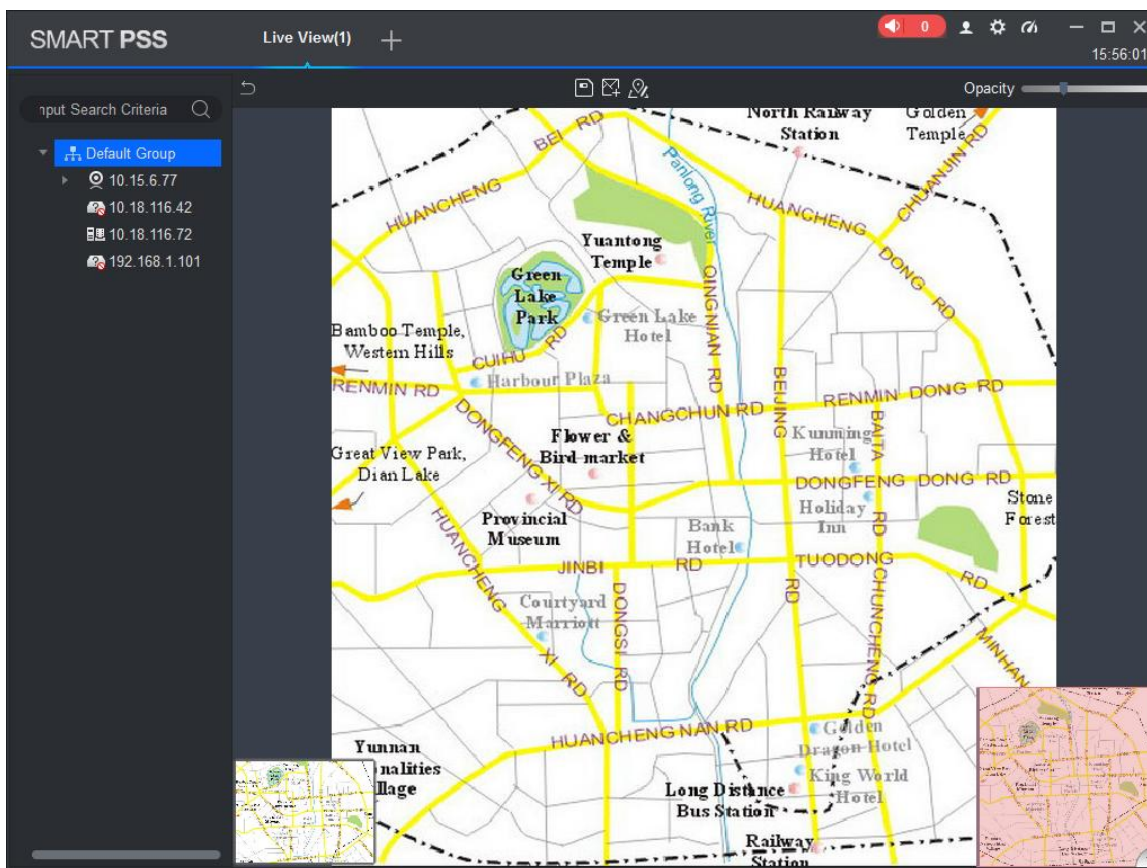 SMART PSS
Live View(1)
0
15:56:01
nput Search Criteria
Opacity
Default Group
10.15.6.77
10.18.116.42
10.18.116.72
192.168.1.101
North Railway
Station
Golden
Temple
BEI RD
HUANCHENG
Panlong River
HUANCHENG
DONG RD
CHUANJIN RD
Yuantong
Temple
Green
Lake
Park
QINGNIAN RD
Green Lake
Hotel
Bamboo Temple,
Western Hills
CUIHU RD
RENMIN RD
Harbour Plaza
BEIJING
RENMIN DONG RD
CHANGCHUN RD
BAITA
DONGFENG XI RD
Flower &
Bird market
Kunming
Hotel
Great View Park,
Dian Lake
DONGFENG DONG RD
Stone
Forest
Holiday
Inn
RD
Provincial
Museum
Bank
Hotel
HUANCHENG
JINBI RD
TUODONG
RD
RD
Courtyard
Marriott
DONGSI RD
CHUNCHENG RD
XI RD
MINHAN
HUANCHENG NAN RD
Golden
Dragon Hotel
Yunnan
onalities
llage
King World
Hotel
Long Distance
Bus Station
Railway
Station